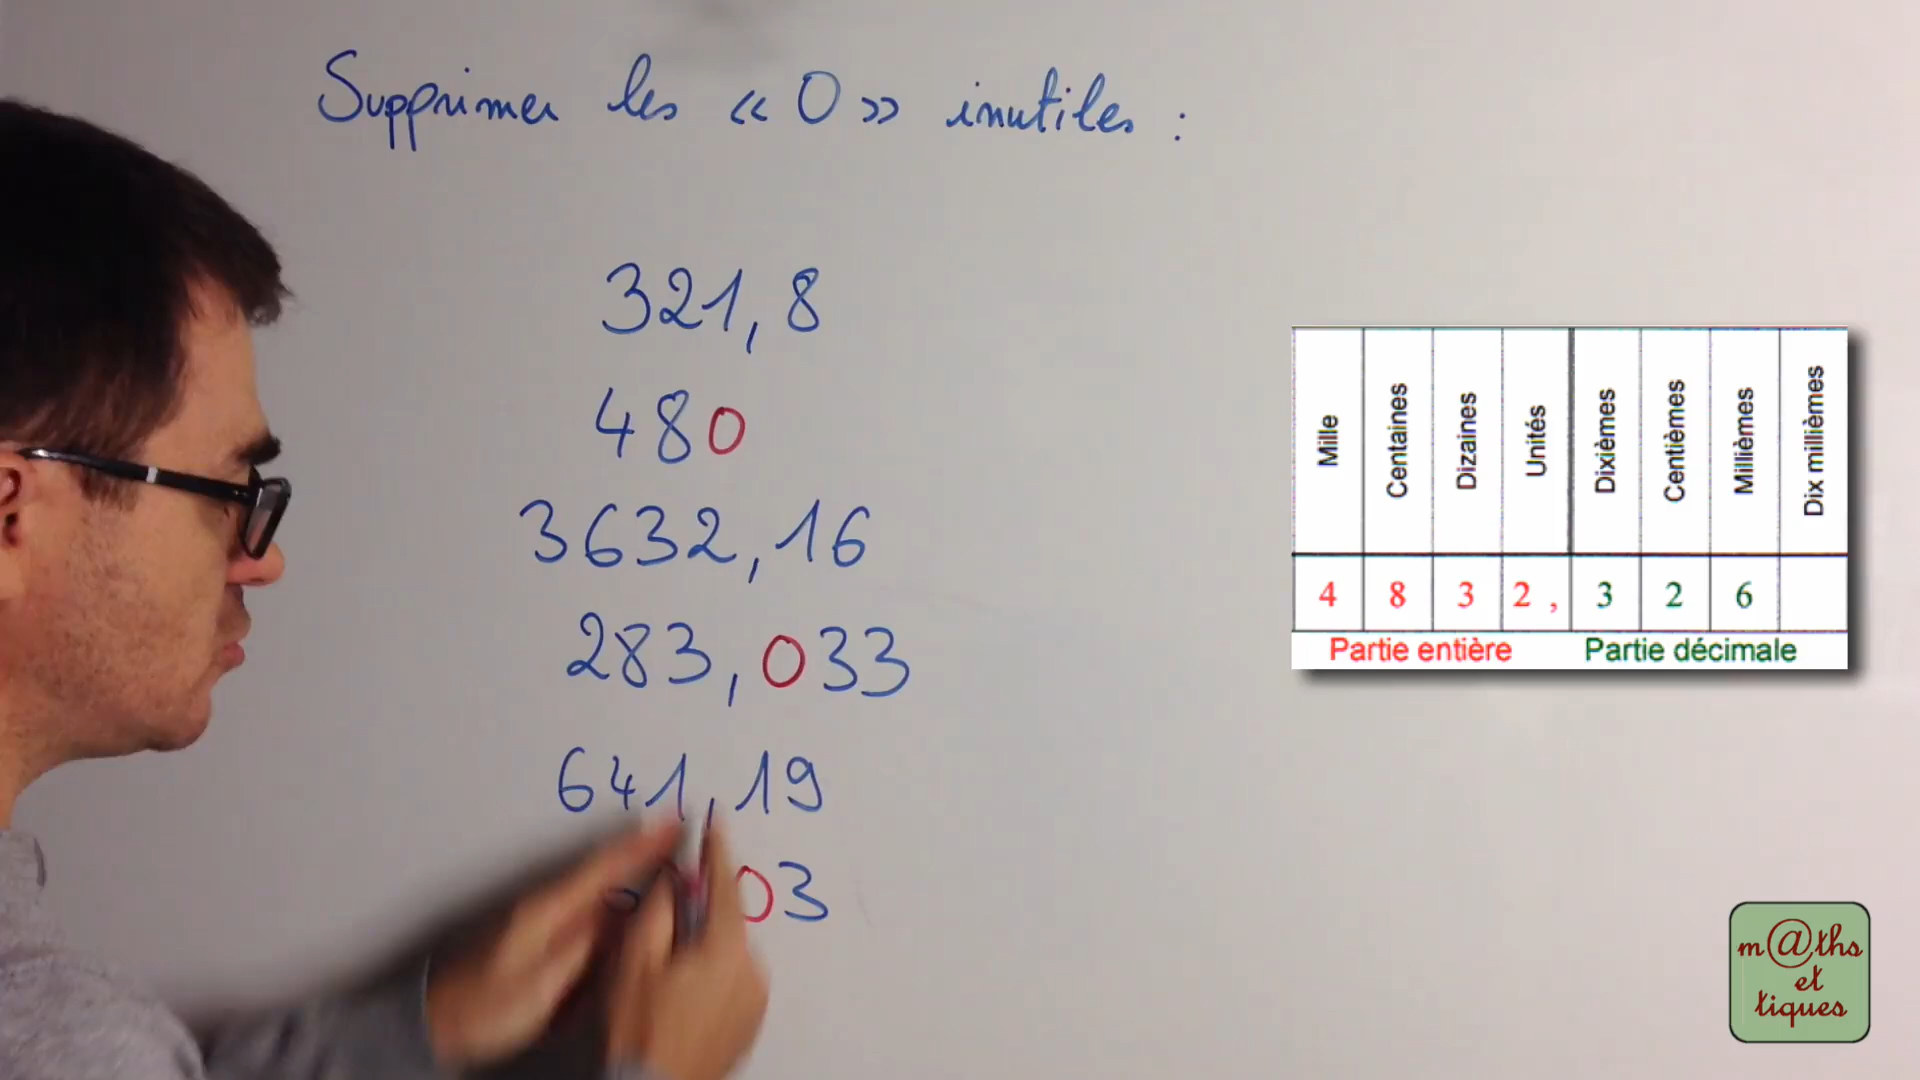 Supprimer les « 0 » inutiles :
321,8
480
3632,16
283,033
641,19
03
Mille Centaines Dizaines Unités Dixièmes Centièmes Millièmes Dix millièmes
4 8 3 2 , 3 2 6
Partie entière Partie décimale
m@ths
et
tiques